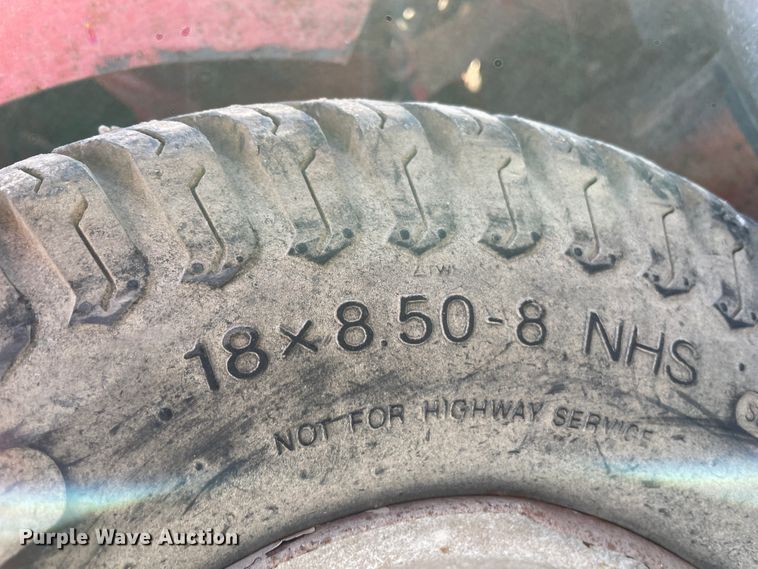 18 x 8.50-8 NHS
NOT FOR HIGHWAY SERVICE
Purple Wave Auction